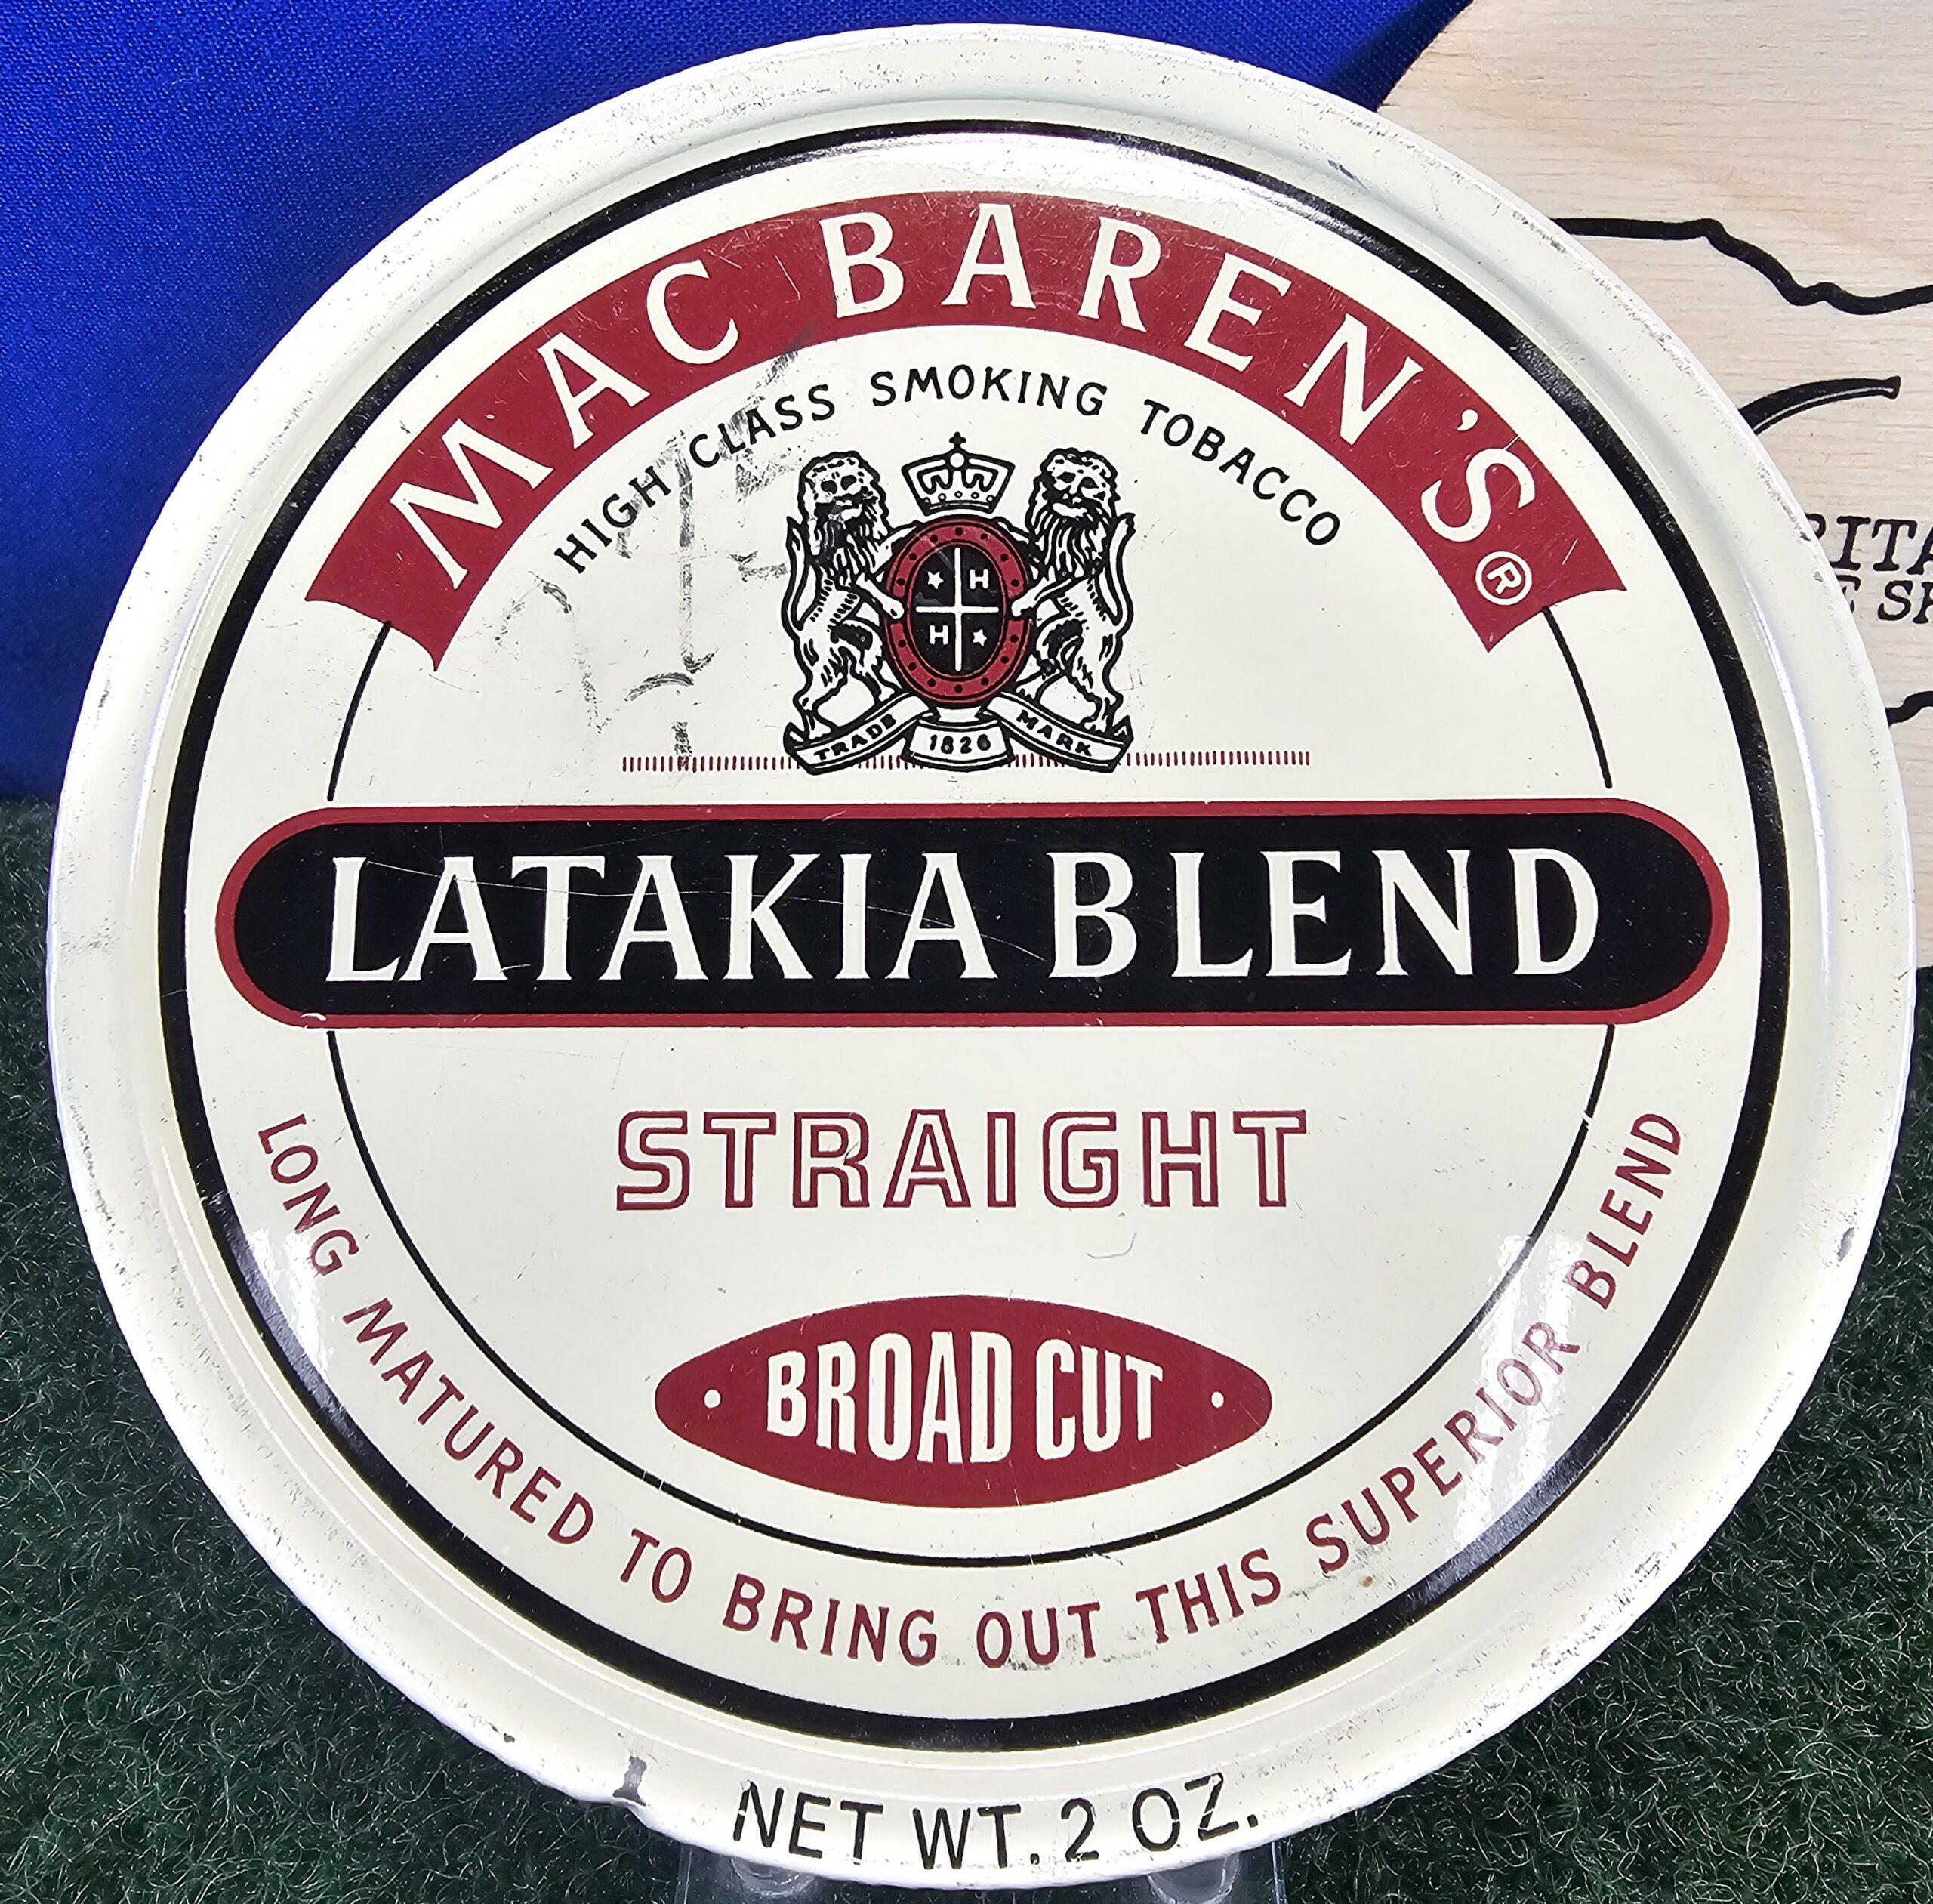 MAC BAREN'S®
HIGH CLASS SMOKING TOBACCO
H
H
TRADE 1826 MARK
LATAKIA BLEND
STRAIGHT
BROAD CUT
LONG MATURED TO BRING OUT THIS SUPERIOR BLEND
NET WT. 2 OZ.